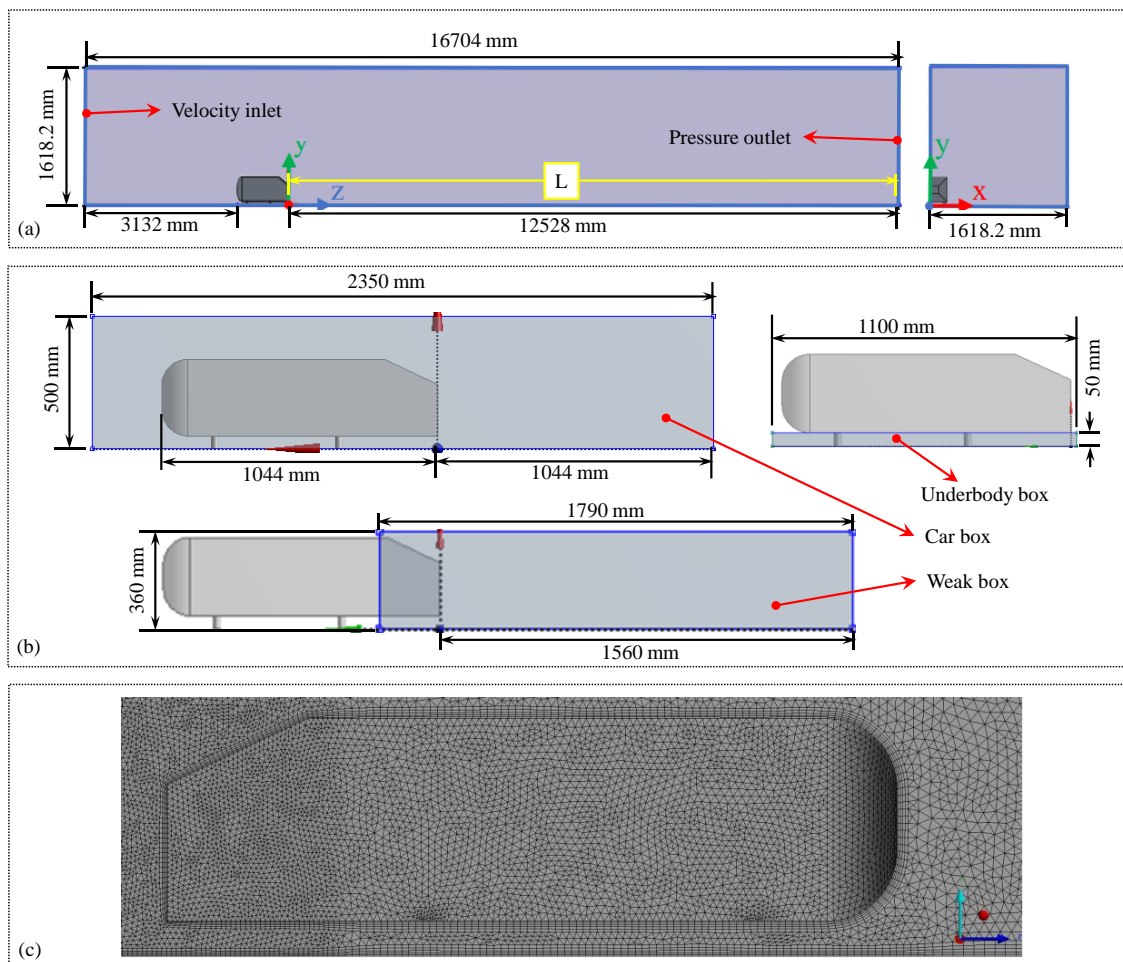 16704 mm
1618.2 mm
Velocity inlet
Pressure outlet
y
z
L
y
x
3132 mm
12528 mm
1618.2 mm
(a)
2350 mm
500 mm
1044 mm
1044 mm
1100 mm
50 mm
Underbody box
Car box
1790 mm
360 mm
Weak box
1560 mm
(b)
(c)